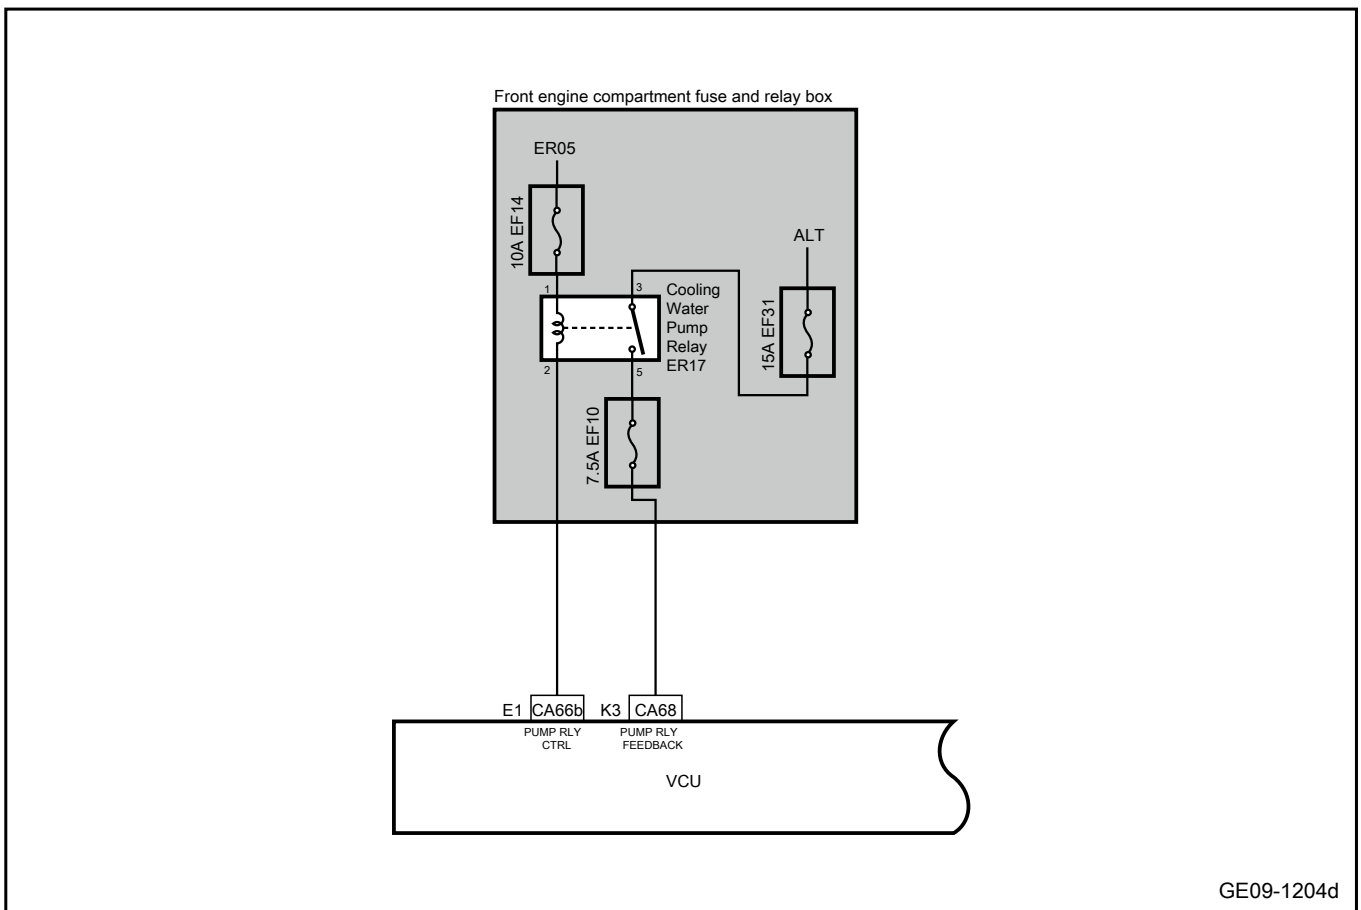 Front engine compartment fuse and relay box
ER05
10A EF14
ALT
15A EF31
1
3
Cooling
Water
Pump
Relay
ER17
2
5
7.5A EF10
E1 CA66b K3 CA68
PUMP RLY
CTRL
PUMP RLY
FEEDBACK
VCU
GE09-1204d